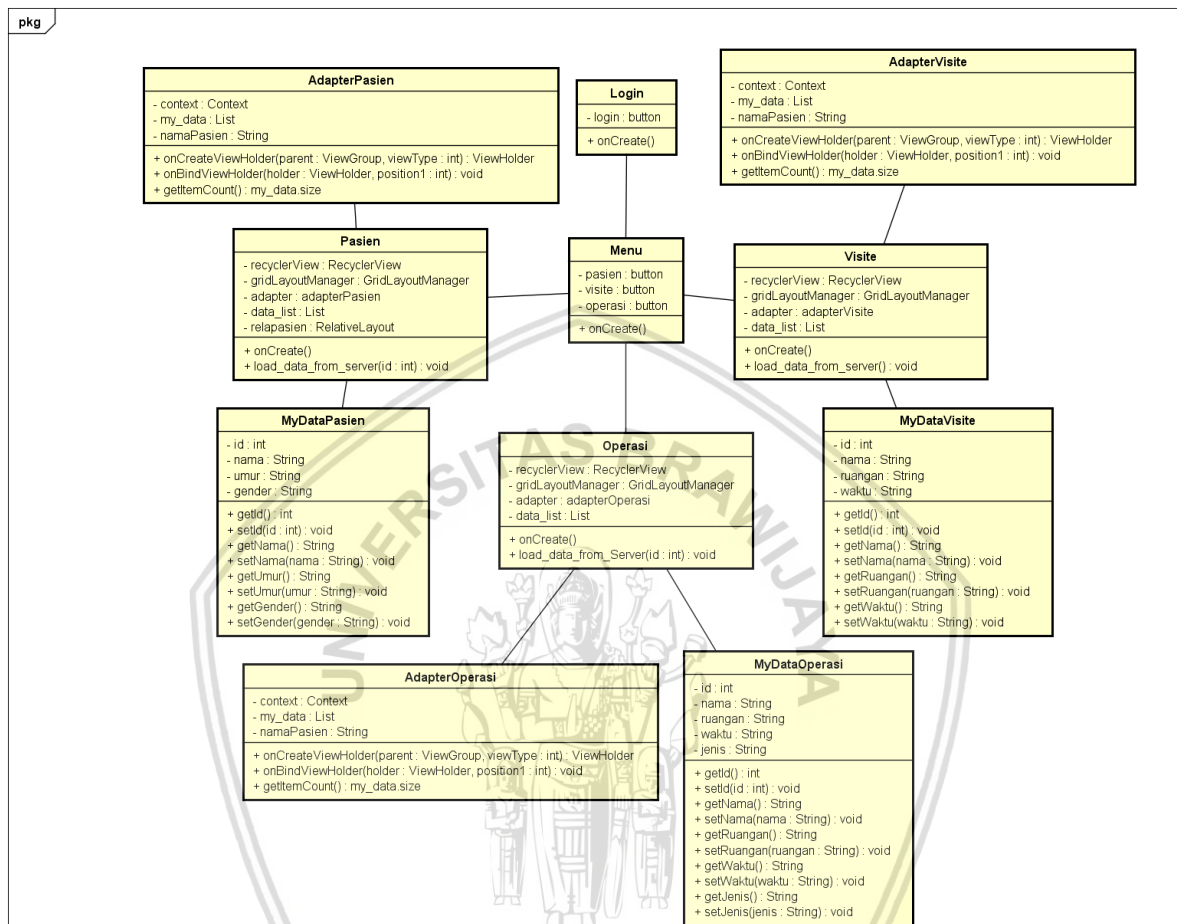 pkg
AdapterPasien
- context : Context
- my_data : List
- namaPasien : String
+ onCreateViewHolder(parent : ViewGroup, viewType : int) : ViewHolder
+ onBindViewHolder(holder : ViewHolder, position1 : int) : void
+ getItemCount() : my_data.size
Login
- login : button
+ onCreate()
AdapterVisite
- context : Context
- my_data : List
- namaPasien : String
+ onCreateViewHolder(parent : ViewGroup, viewType : int) : ViewHolder
+ onBindViewHolder(holder : ViewHolder, position1 : int) : void
+ getItemCount() : my_data.size
Pasien
- recyclerView : RecyclerView
- gridLayoutManager : GridLayoutManager
- adapter : adapterPasien
- data_list : List
- relapasien : RelativeLayout
+ onCreate()
+ load_data_from_server(id : int) : void
Menu
- pasien : button
- visite : button
- operasi : button
+ onCreate()
Visite
- recyclerView : RecyclerView
- gridLayoutManager : GridLayoutManager
- adapter : adapterVisite
- data_list : List
+ onCreate()
+ load_data_from_server() : void
MyDataPasien
- id : int
- nama : String
- umur : String
- gender : String
+ getId() : int
+ setId(id : int) : void
+ getNama() : String
+ setNama(nama : String) : void
+ getUmur() : String
+ setUmur(umur : String) : void
+ getGender() : String
+ setGender(gender : String) : void
Operasi
- recyclerView : RecyclerView
- gridLayoutManager : GridLayoutManager
- adapter : adapterOperasi
- data_list : List
+ onCreate()
+ load_data_from_Server(id : int) : void
MyDataVisite
- id : int
- nama : String
- ruangan : String
- waktu : String
+ getId() : int
+ setId(id : int) : void
+ getNama() : String
+ setNama(nama : String) : void
+ getRuangan() : String
+ setRuangan(ruangan : String) : void
+ getWaktu() : String
+ setWaktu(waktu : String) : void
AdapterOperasi
- context : Context
- my_data : List
- namaPasien : String
+ onCreateViewHolder(parent : ViewGroup, viewType : int) : ViewHolder
+ onBindViewHolder(holder : ViewHolder, position1 : int) : void
+ getItemCount() : my_data.size
MyDataOperasi
- id : int
- nama : String
- ruangan : String
- waktu : String
- jenis : String
+ getId() : int
+ setId(id : int) : void
+ getNama() : String
+ setNama(nama : String) : void
+ getRuangan() : String
+ setRuangan(ruangan : String) : void
+ getWaktu() : String
+ setWaktu(waktu : String) : void
+ getJenis() : String
+ setJenis(jenis : String) : void
UNIVERSITAS BRAWIJAYA